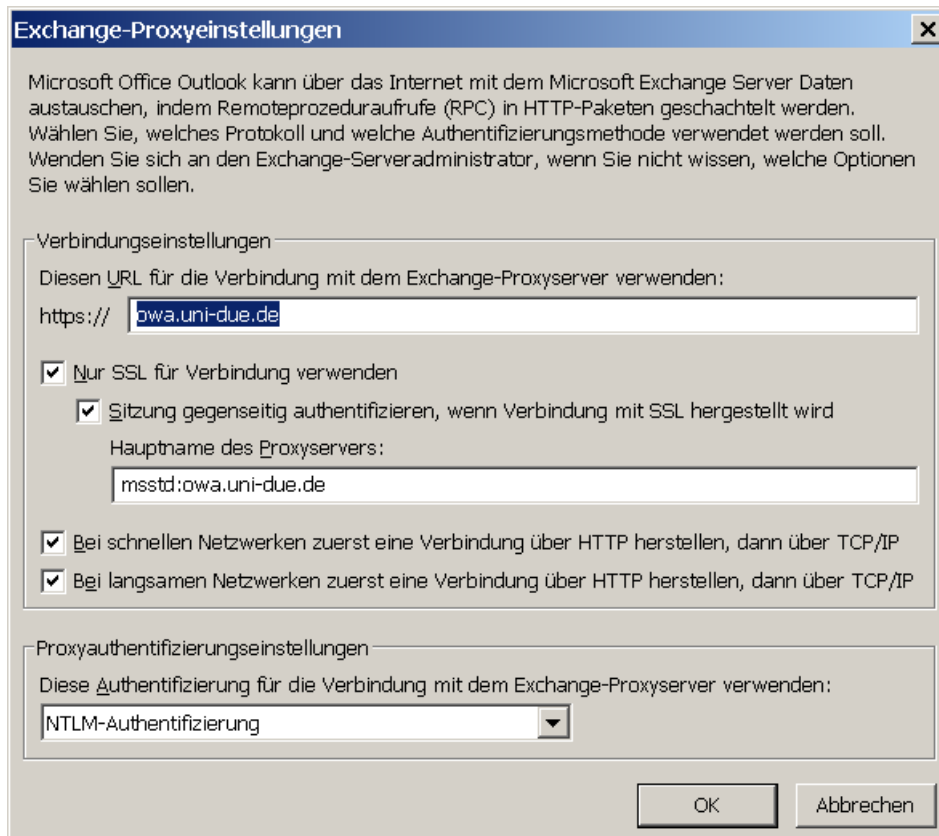 Exchange-Proxyeinstellungen
Microsoft Office Outlook kann über das Internet mit dem Microsoft Exchange Server Daten
austauschen, indem Remoteprozeduraufrufe (RPC) in HTTP-Paketen geschachtelt werden.
Wählen Sie, welches Protokoll und welche Authentifizierungsmethode verwendet werden soll.
Wenden Sie sich an den Exchange-Serveradministrator, wenn Sie nicht wissen, welche Optionen
Sie wählen sollen.
Verbindungseinstellungen
Diesen URL für die Verbindung mit dem Exchange-Proxyserver verwenden:
https:// owa.uni-due.de
Nur SSL für Verbindung verwenden
Sitzung gegenseitig authentifizieren, wenn Verbindung mit SSL hergestellt wird
Hauptname des Proxyservers:
msstd:owa.uni-due.de
Bei schnellen Netzwerken zuerst eine Verbindung über HTTP herstellen, dann über TCP/IP
Bei langsamen Netzwerken zuerst eine Verbindung über HTTP herstellen, dann über TCP/IP
Proxyauthentifizierungseinstellungen
Diese Authentifizierung für die Verbindung mit dem Exchange-Proxyserver verwenden:
NTLM-Authentifizierung
OK Abbrechen